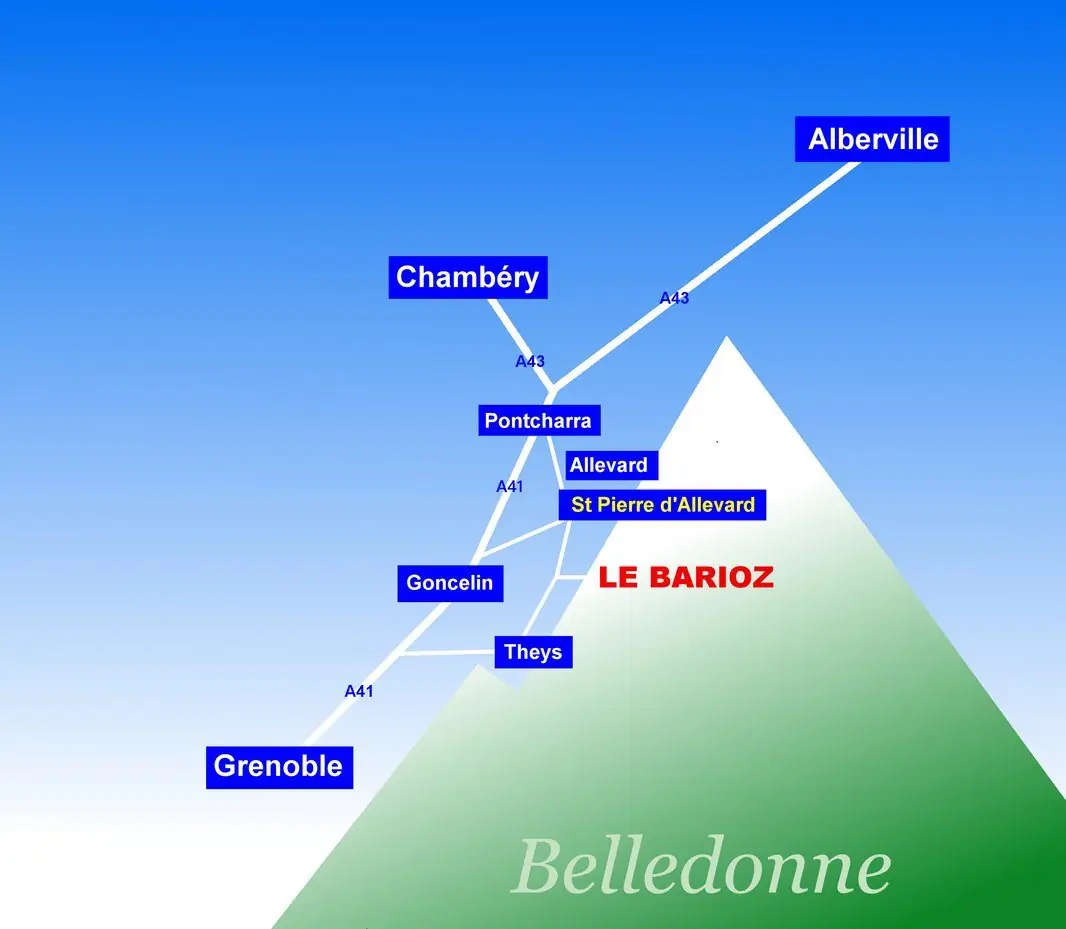 Alberville
Chambéry
A43
A43
Pontcharra
Allevard
A41
St Pierre d'Allevard
LE BARIOZ
Goncelin
Theys
A41
Grenoble
Belledonne